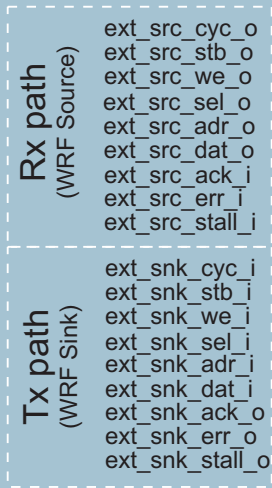 Rx path
(WRF Source)
ext_src_cyc_o
ext_src_stb_o
ext_src_we_o
ext_src_sel_o
ext_src_adr_o
ext_src_dat_o
ext_src_ack_i
ext_src_err_i
ext_src_stall_i
Tx path
(WRF Sink)
ext_snk_cyc_i
ext_snk_stb_i
ext_snk_we_i
ext_snk_sel_i
ext_snk_adr_i
ext_snk_dat_i
ext_snk_ack_o
ext_snk_err_o
ext_snk_stall_o